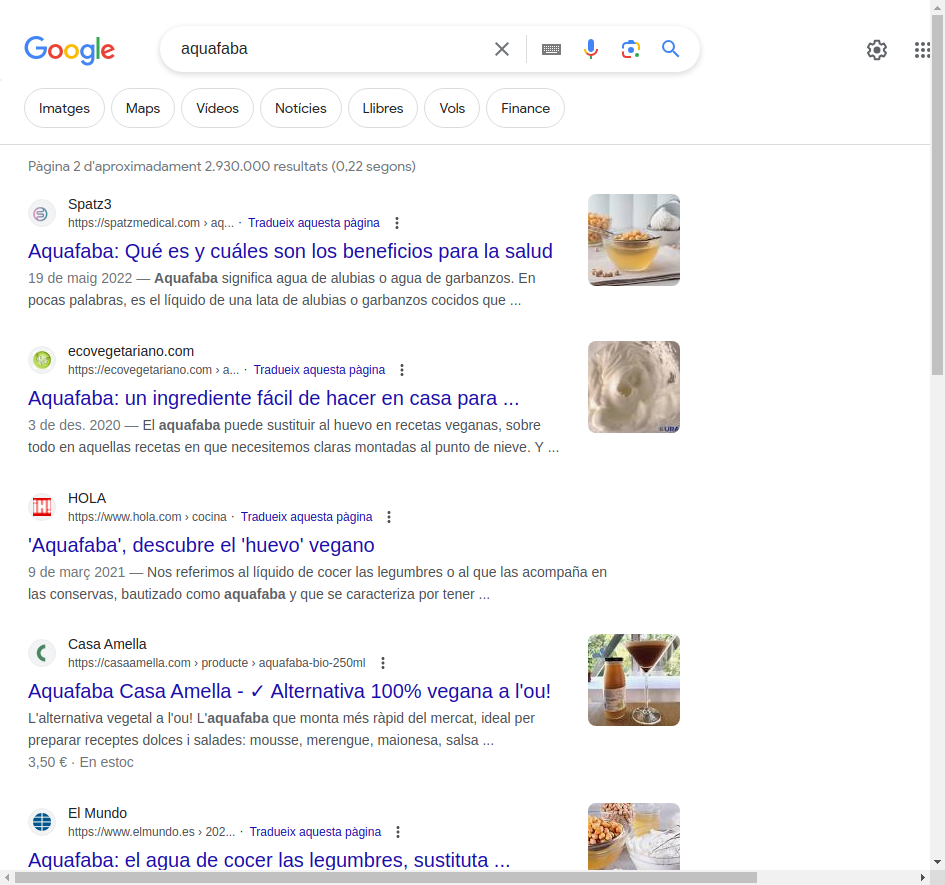 Google
aquafaba
Imatges
Maps
Vídeos
Notícies
Llibres
Vols
Finance
Pàgina 2 d'aproximadament 2.930.000 resultats (0,22 segons)
Spatz3
https://spatzmedical.com › aq... · Tradueix aquesta pàgina
Aquafaba: Qué es y cuáles son los beneficios para la salud
19 de maig 2022 — Aquafaba significa agua de alubias o agua de garbanzos. En
pocas palabras, es el líquido de una lata de alubias o garbanzos cocidos que ...
ecovegetariano.com
https://ecovegetariano.com › a... · Tradueix aquesta pàgina
Aquafaba: un ingrediente fácil de hacer en casa para ...
3 de des. 2020 — El aquafaba puede sustituir al huevo en recetas veganas, sobre
todo en aquellas recetas en que necesitemos claras montadas al punto de nieve. Y ...
HOLA
https://www.hola.com › cocina · Tradueix aquesta pàgina
'Aquafaba', descubre el 'huevo' vegano
9 de març 2021 — Nos referimos al líquido de cocer las legumbres o al que las acompaña en
las conservas, bautizado como aquafaba y que se caracteriza por tener ...
Casa Amella
https://casaamella.com › producte › aquafaba-bio-250ml
Aquafaba Casa Amella - ✓ Alternativa 100% vegana a l'ou!
L'alternativa vegetal a l'ou! L'aquafaba que monta més ràpid del mercat, ideal per
preparar receptes dolces i salades: mousse, merengue, maionesa, salsa ...
3,50 € · En estoc
El Mundo
https://www.elmundo.es › 202... · Tradueix aquesta pàgina
Aquafaba: el agua de cocer las legumbres, sustituta ...